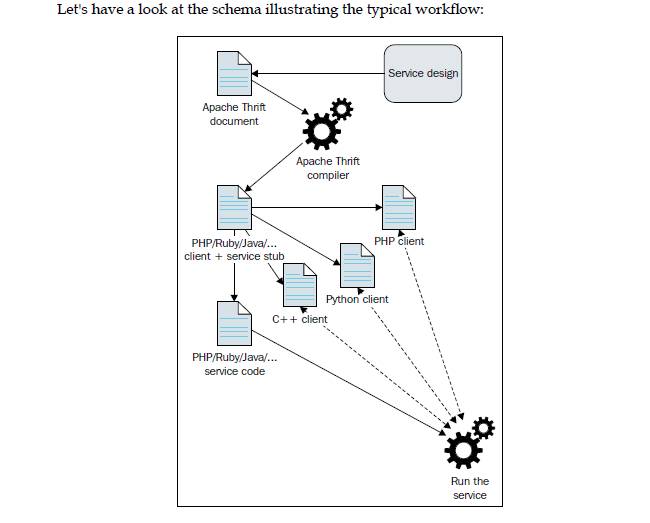 Let's have a look at the schema illustrating the typical workflow:
Service design
Apache Thrift
document
Apache Thrift
compiler
PHP/Ruby/Java/...
client + service stub
PHP client
Python client
C++ client
PHP/Ruby/Java/...
service code
Run the
service